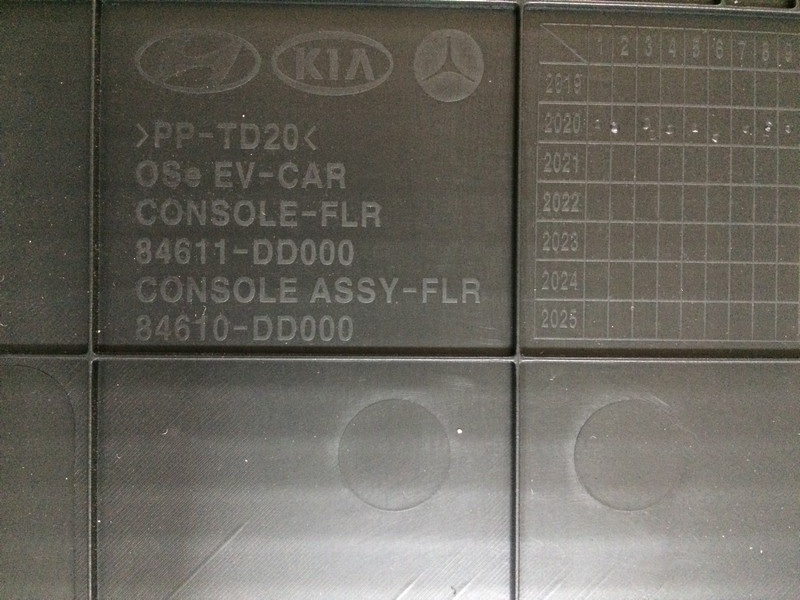 KIA
>PP-TD20<
OSe EV-CAR
CONSOLE-FLR
84611-DD000
CONSOLE ASSY-FLR
84610-DD000
1 2 3 4 5 6 7 8 9
2019
2020
2021
2022
2023
2024
2025